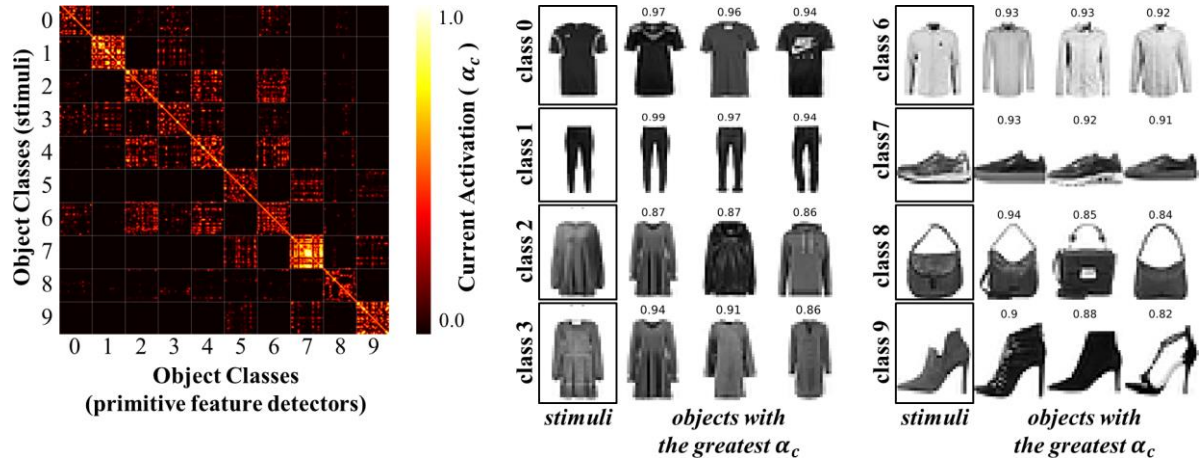 0
1
2
3
4
5
6
7
8
9
Object Classes (stimuli)
0 1 2 3 4 5 6 7 8 9
Object Classes
(primitive feature detectors)
1.0
0.0
Current Activation ( αc )
class 0
0.97 0.96 0.94
NIKE
class 1
0.99 0.97 0.94
class 2
0.87 0.87 0.86
class 3
0.94 0.91 0.86
stimuli
objects with
the greatest αc
class 6
0.93 0.93 0.92
class7
0.93 0.92 0.91
class 8
0.94 0.85 0.84
class 9
0.9 0.88 0.82
stimuli
objects with
the greatest αc